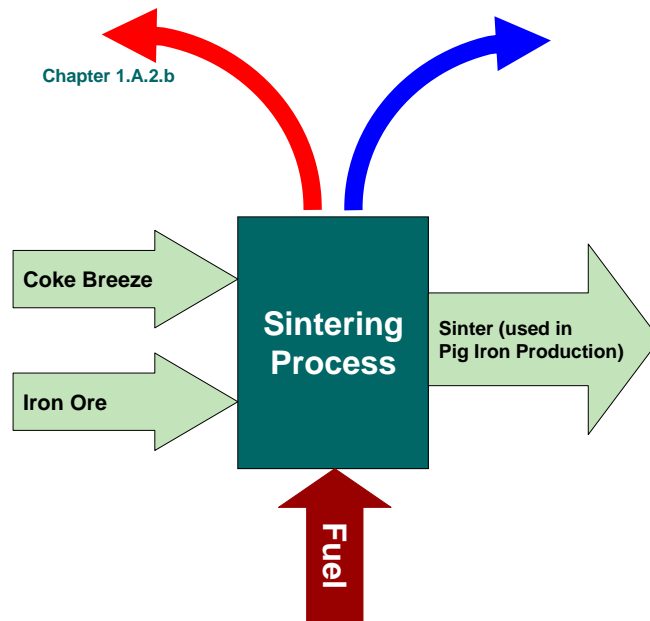 Chapter 1.A.2.b
Coke Breeze
Iron Ore
Sintering
Process
Sinter (used in
Pig Iron Production)
Fuel